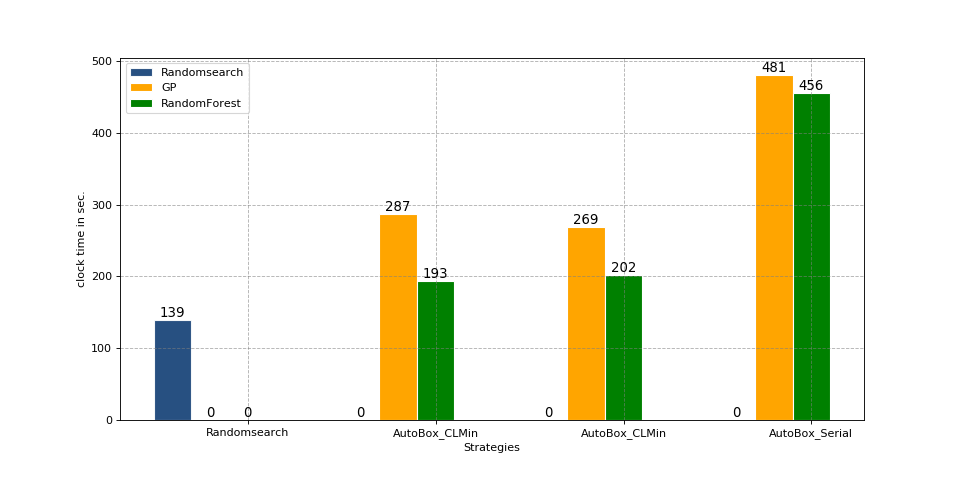 500
400
300
200
100
0
clock time in sec.
Randomsearch
GP
RandomForest
139
0
0
0
287
193
0
269
202
0
481
456
Randomsearch
AutoBox_CLMin
AutoBox_CLMin
AutoBox_Serial
Strategies